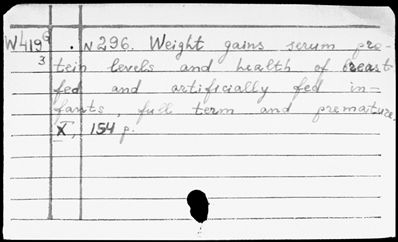 W419G . N296. Weight gains serum pro-
3 tein levels and health of breast
fed and artificially fed in-
fants, full term and premature.
X, 154 p.